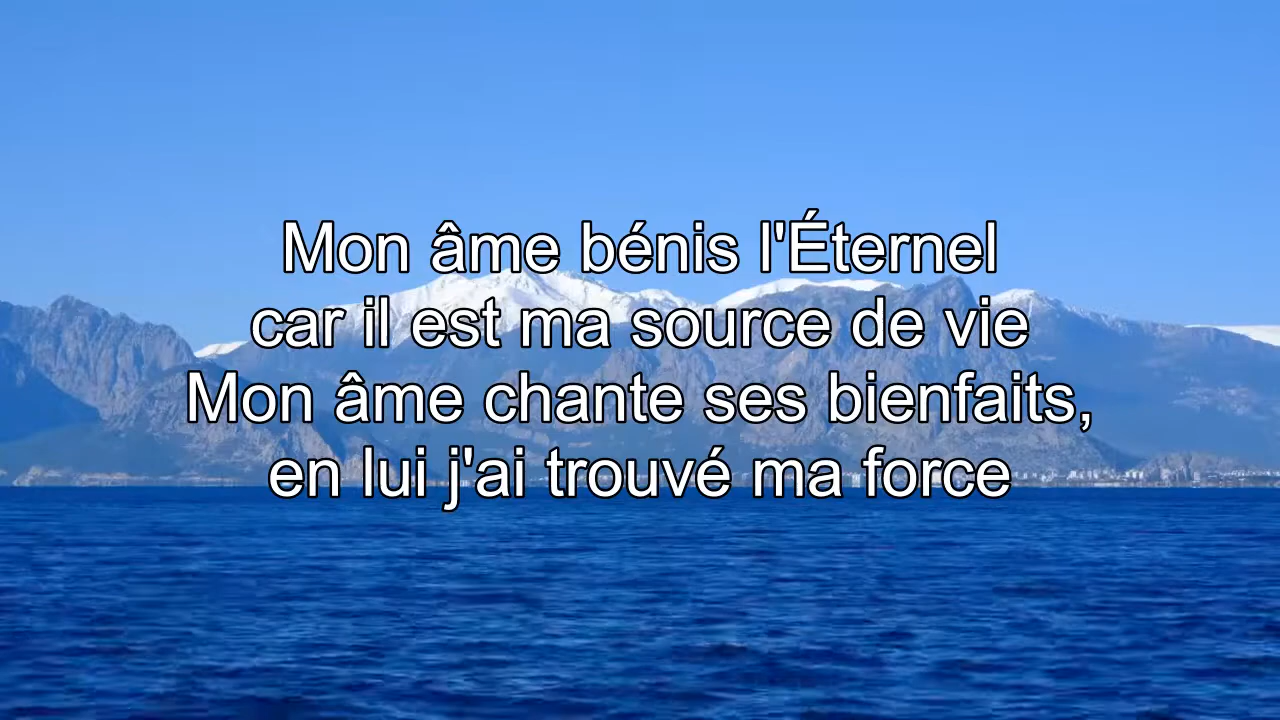 Mon âme bénis l'Éternel
car il est ma source de vie
Mon âme chante ses bienfaits,
en lui j'ai trouvé ma force